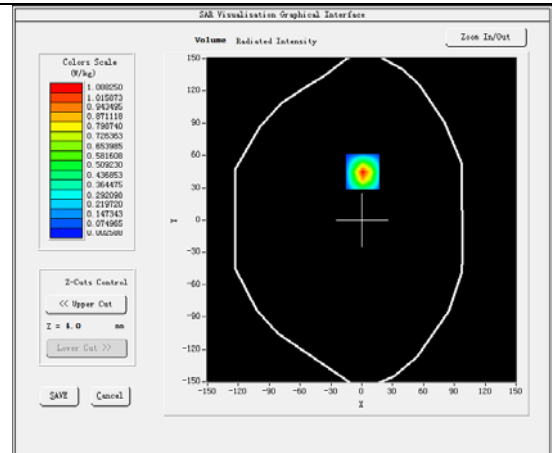 SAR Visualisation Graphical Interface
Volume Radiated Intensity
Zoom In/Out
Colors Scale
(W/kg)
1.088250
1.015873
0.943495
0.871118
0.798740
0.726363
0.653985
0.581608
0.509230
0.436853
0.364475
0.292098
0.219720
0.147343
0.074965
0.002588
Z-Cuts Control
<< Upper Cut
Z = 4.0 mm
Lower Cut >>
SAVE Cancel
150
120
90
60
30
0
-30
-60
-90
-120
-150
Y
-150 -120 -90 -60 -30 0 30 60 90 120 150
X